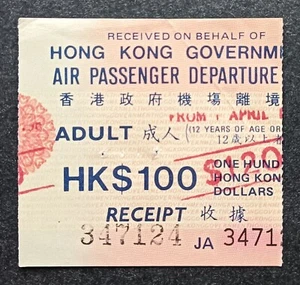 RECEIVED ON BEHALF OF
HONG KONG GOVERNME
AIR PASSENGER DEPARTURE
香港政府機場離境
FROM 1 APRIL
ADULT 成人 (12 YEARS OF AGE OR
12歲以上
HK$100 ONE HUND
HONG KONG
DOLLARS
RECEIPT 收據
347124 JA 34712